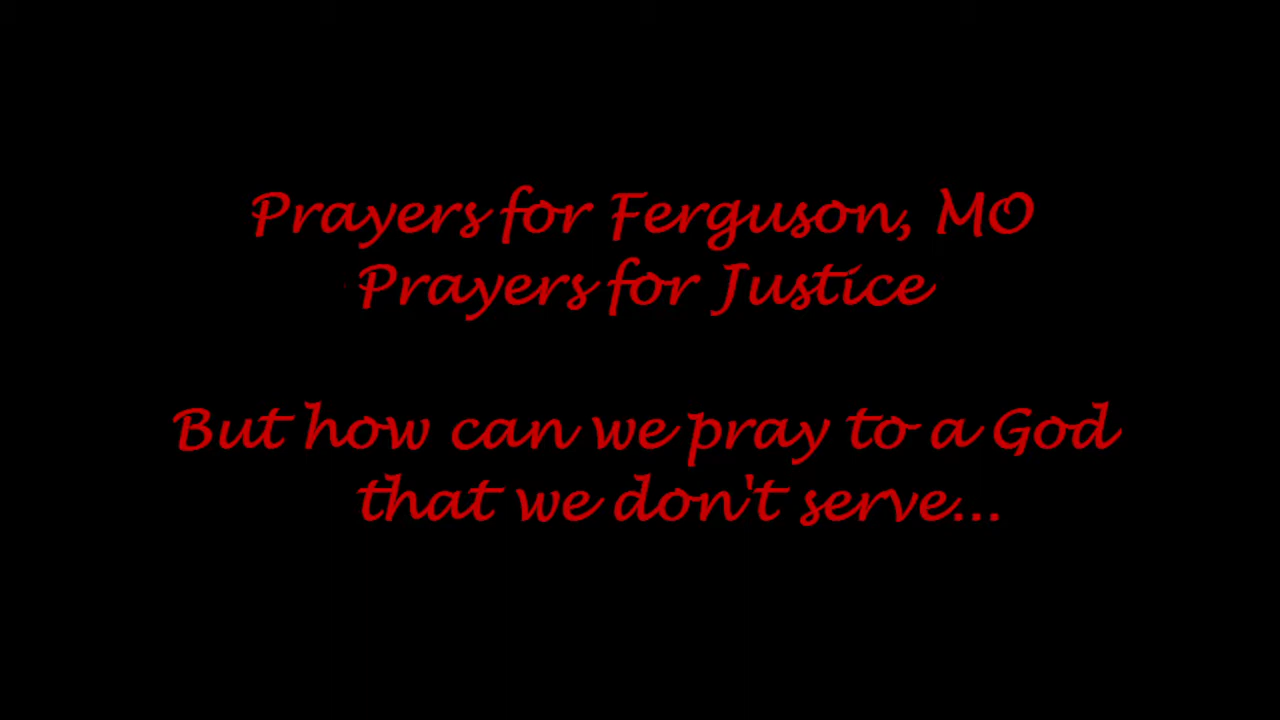 Prayers for Ferguson, MO
Prayers for Justice
But how can we pray to a God
that we don't serve...